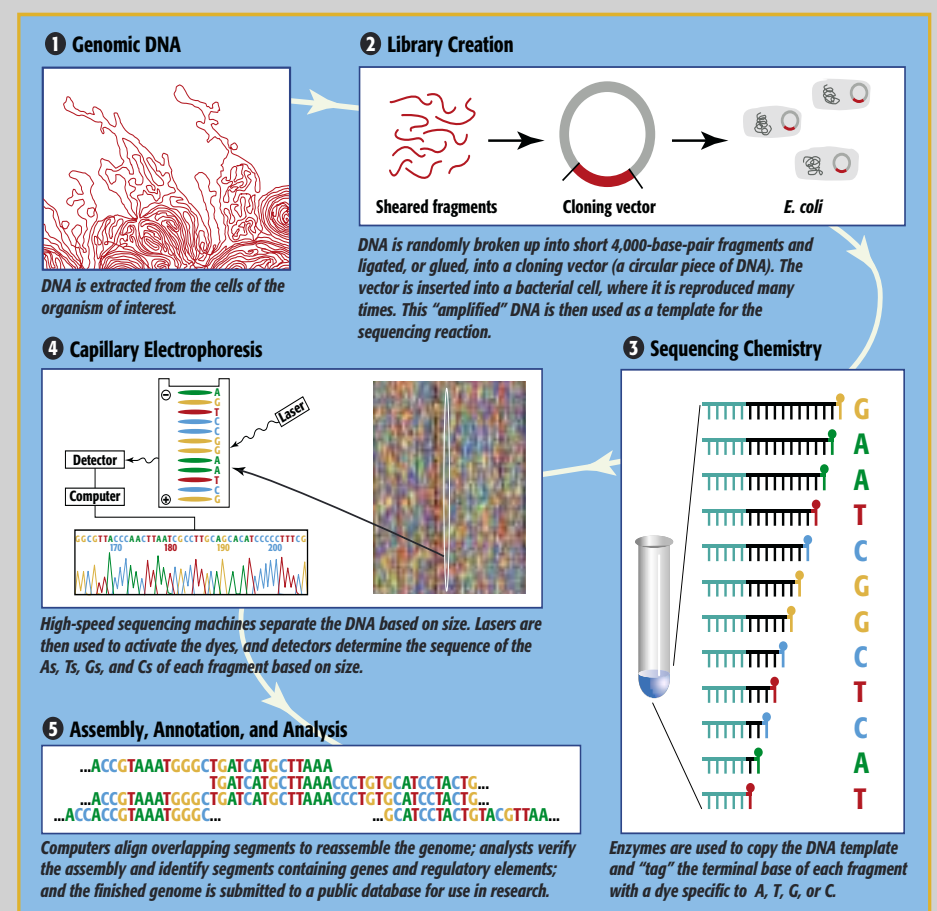 1 Genomic DNA
DNA is extracted from the cells of the
organism of interest.
2 Library Creation
Sheared fragments
Cloning vector
E. coli
DNA is randomly broken up into short 4,000-base-pair fragments and
ligated, or glued, into a cloning vector (a circular piece of DNA). The
vector is inserted into a bacterial cell, where it is reproduced many
times. This “amplified” DNA is then used as a template for the
sequencing reaction.
3 Sequencing Chemistry
G
A
A
T
C
G
G
C
T
C
A
T
Enzymes are used to copy the DNA template
and “tag” the terminal base of each fragment
with a dye specific to A, T, G, or C.
4 Capillary Electrophoresis
−
A
G
T
C
C
G
G
A
A
T
C
G
+
Laser
Detector
Computer
GGCGTTACCCAACTTAATCGCCTTGCAGCACATCCCCCTTTCG
170 180 190 200
High-speed sequencing machines separate the DNA based on size. Lasers are
then used to activate the dyes, and detectors determine the sequence of the
As, Ts, Gs, and Cs of each fragment based on size.
5 Assembly, Annotation, and Analysis
...ACCGTAAATGGGCTGATCATGCTTAAA
TGATCATGCTTAAACCCTGTGCATCCTACTG...
...ACCGTAAATGGGCTGATCATGCTTAAACCCTGTGCATCCTACTG...
...ACCACCGTAAATGGGC... ...GCATCCTACTGTACGTTAA...
Computers align overlapping segments to reassemble the genome; analysts verify
the assembly and identify segments containing genes and regulatory elements;
and the finished genome is submitted to a public database for use in research.